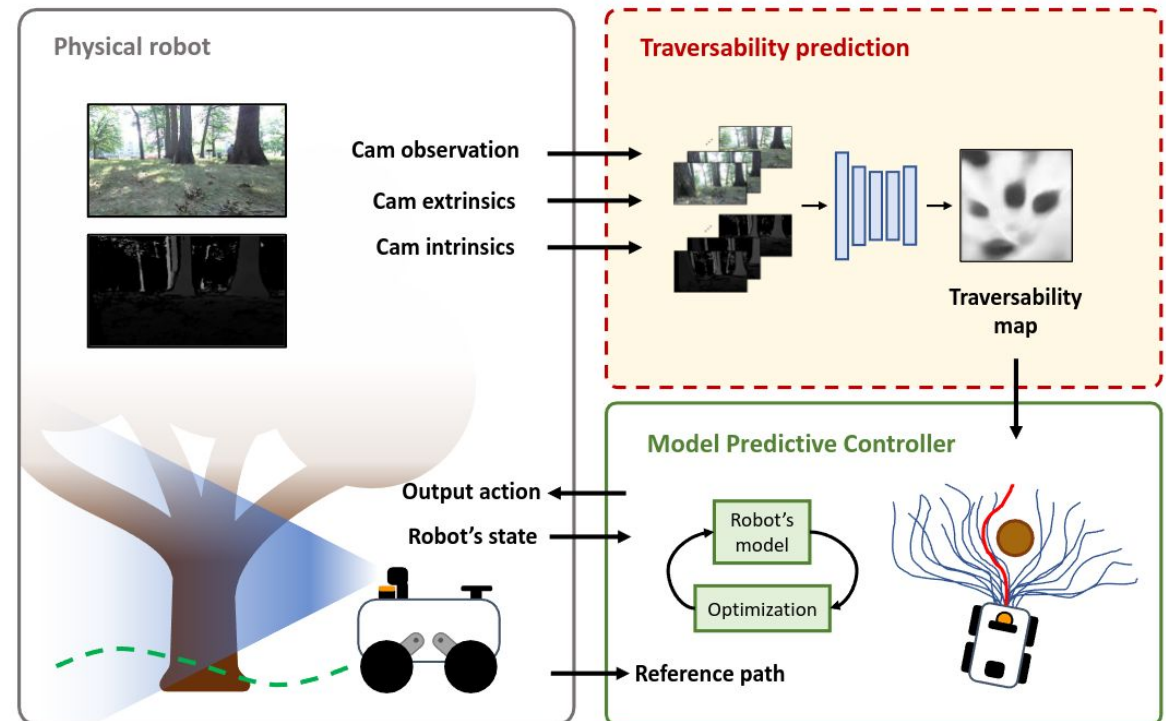 Physical robot
Cam observation
Cam extrinsics
Cam intrinsics
Output action
Robot's state
Reference path
Traversability prediction
Traversability
map
Model Predictive Controller
Robot's
model
Optimization